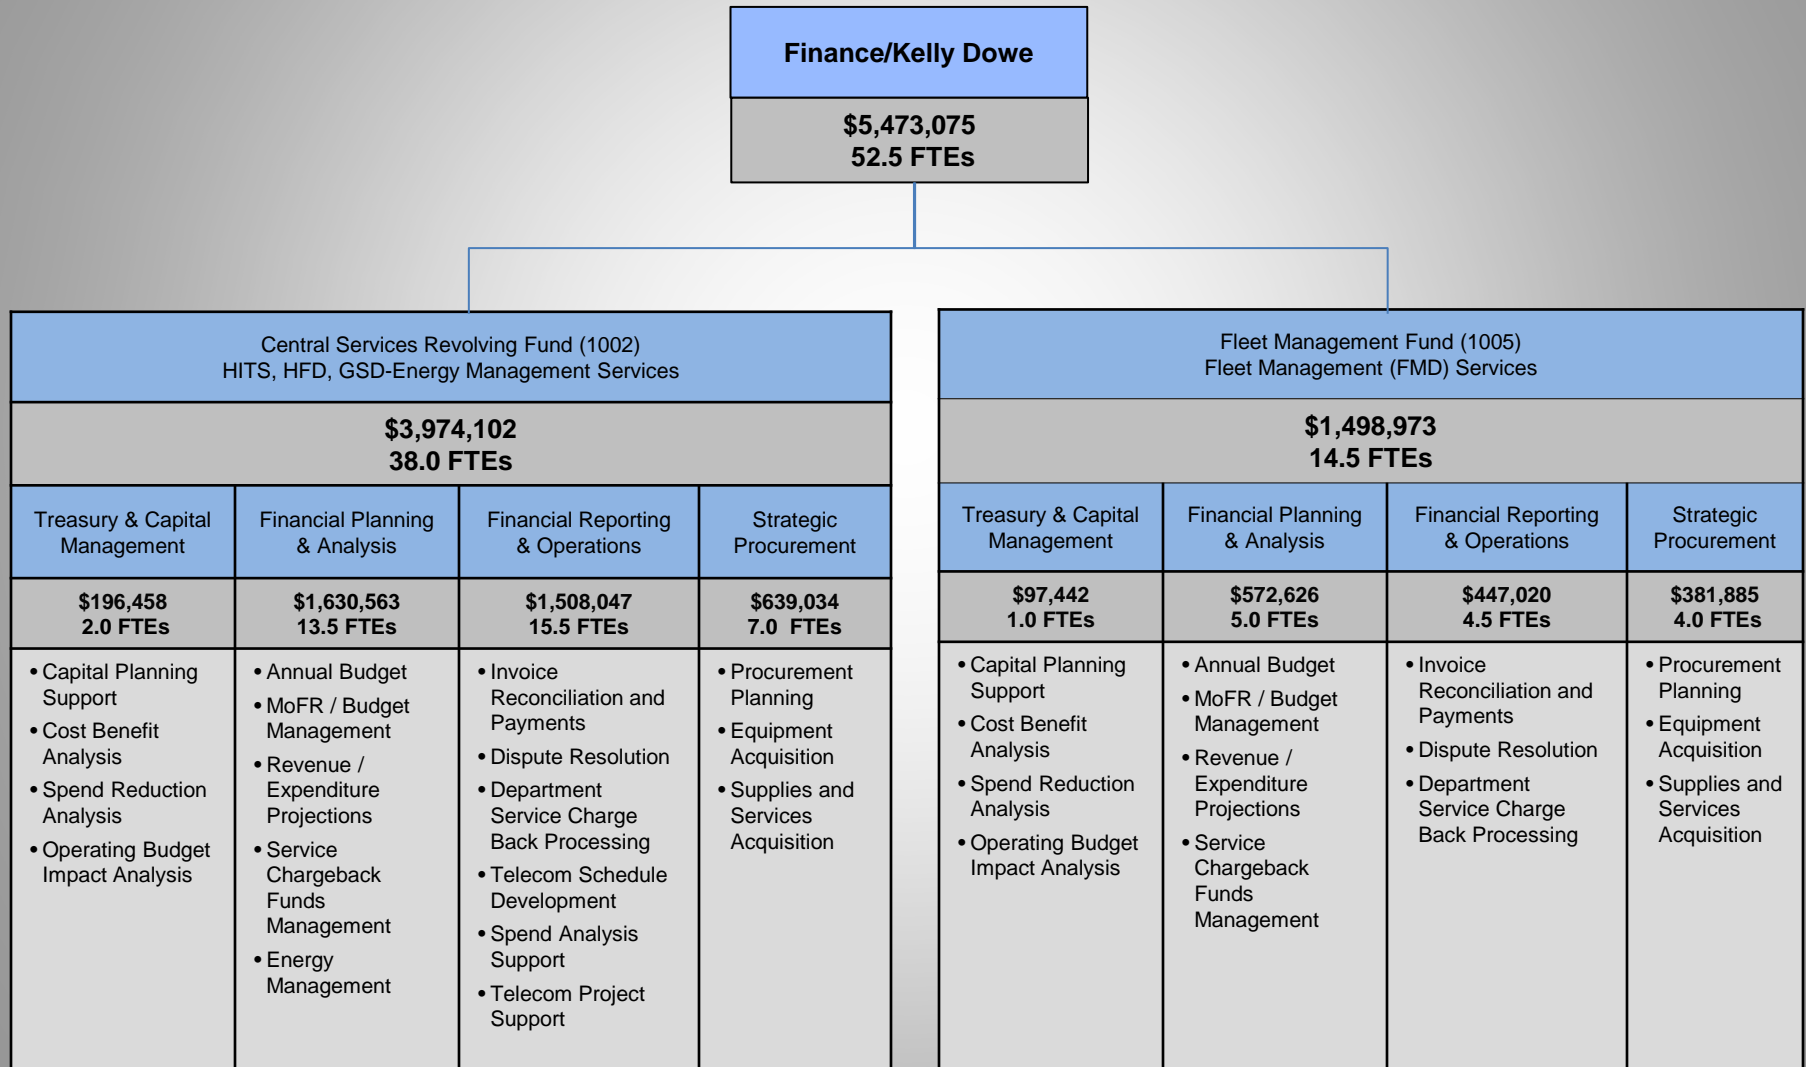 Finance/Kelly Dowe
$5,473,075
52.5 FTEs
Central Services Revolving Fund (1002)
HITS, HFD, GSD-Energy Management Services
$3,974,102
38.0 FTEs
Treasury & Capital
Management
$196,458
2.0 FTEs
• Capital Planning
Support
• Cost Benefit
Analysis
• Spend Reduction
Analysis
• Operating Budget
Impact Analysis
Financial Planning
& Analysis
$1,630,563
13.5 FTEs
• Annual Budget
• MoFR / Budget
Management
• Revenue /
Expenditure
Projections
• Service
Chargeback
Funds
Management
• Energy
Management
Financial Reporting
& Operations
$1,508,047
15.5 FTEs
• Invoice
Reconciliation and
Payments
• Dispute Resolution
• Department
Service Charge
Back Processing
• Telecom Schedule
Development
• Spend Analysis
Support
• Telecom Project
Support
Strategic
Procurement
$639,034
7.0 FTEs
• Procurement
Planning
• Equipment
Acquisition
• Supplies and
Services
Acquisition
Fleet Management Fund (1005)
Fleet Management (FMD) Services
$1,498,973
14.5 FTEs
Treasury & Capital
Management
$97,442
1.0 FTEs
• Capital Planning
Support
• Cost Benefit
Analysis
• Spend Reduction
Analysis
• Operating Budget
Impact Analysis
Financial Planning
& Analysis
$572,626
5.0 FTEs
• Annual Budget
• MoFR / Budget
Management
• Revenue /
Expenditure
Projections
• Service
Chargeback
Funds
Management
Financial Reporting
& Operations
$447,020
4.5 FTEs
• Invoice
Reconciliation and
Payments
• Dispute Resolution
• Department
Service Charge
Back Processing
Strategic
Procurement
$381,885
4.0 FTEs
• Procurement
Planning
• Equipment
Acquisition
• Supplies and
Services
Acquisition